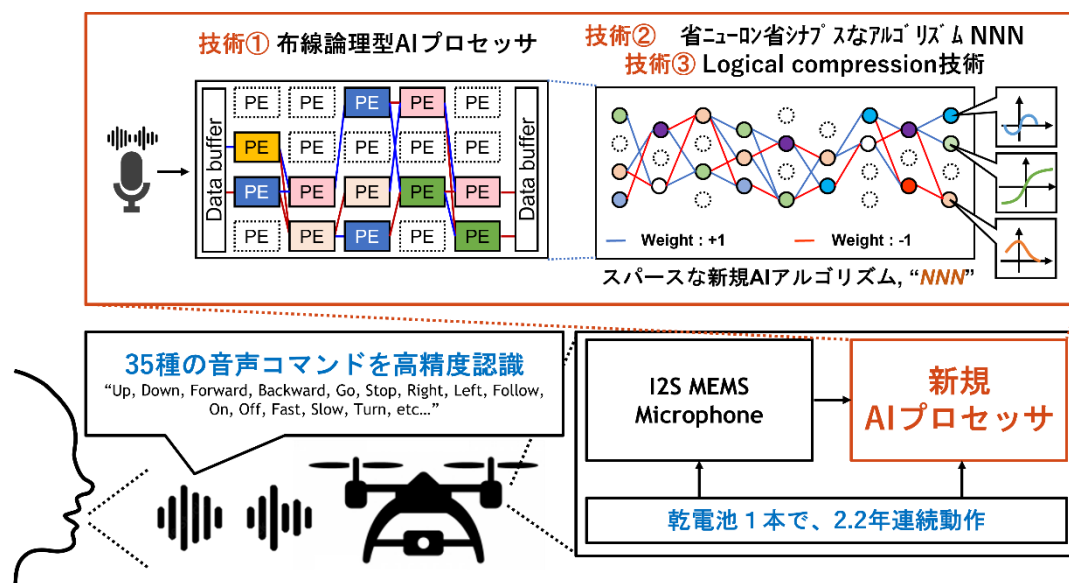 技術① 布線論理型AIプロセッサ
技術② 省ﾆｭｰﾛﾝ省ｼﾅﾌﾟｽなｱﾙｺﾞﾘｽﾞﾑ NNN
技術③ Logical compression技術
Data buffer
PE PE PE PE PE
PE PE PE PE PE
PE PE PE PE PE
PE PE PE PE PE
Data buffer
Weight : +1
Weight : -1
スパースな新規AIアルゴリズム, “NNN”
35種の音声コマンドを高精度認識
“Up, Down, Forward, Backward, Go, Stop, Right, Left, Follow,
On, Off, Fast, Slow, Turn, etc…”
I2S MEMS
Microphone
新規
AIプロセッサ
乾電池１本で、2.2年連続動作